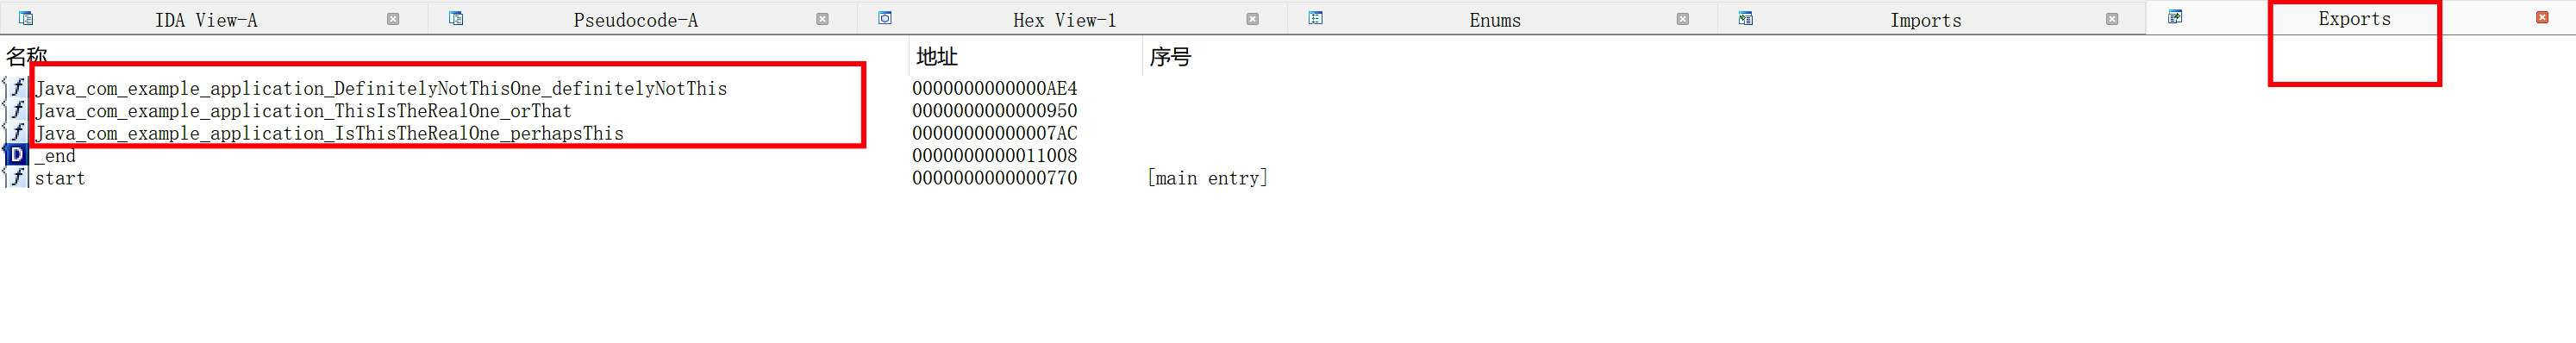 IDA View-A Pseudocode-A Hex View-1 Enums Imports Exports
名称 地址 序号
f Java_com_example_application_DefinitelyNotThisOne_definitelyNotThis 0000000000000AE4
f Java_com_example_application_ThisIsTheRealOne_orThat 0000000000000950
f Java_com_example_application_IsThisTheRealOne_perhapsThis 00000000000007AC
D _end 0000000000011008
f start 0000000000000770 [main entry]